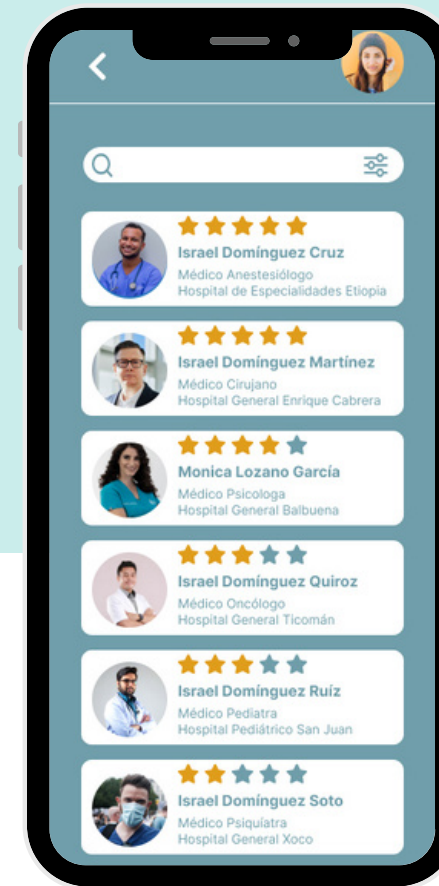 Israel Domínguez Cruz
Médico Anestesiólogo
Hospital de Especialidades Etiopia
Israel Domínguez Martínez
Médico Cirujano
Hospital General Enrique Cabrera
Monica Lozano García
Médico Psicologa
Hospital General Balbuena
Israel Domínguez Quiroz
Médico Oncólogo
Hospital General Ticomán
Israel Domínguez Ruíz
Médico Pediatra
Hospital Pediátrico San Juan
Israel Domínguez Soto
Médico Psiquíatra
Hospital General Xoco